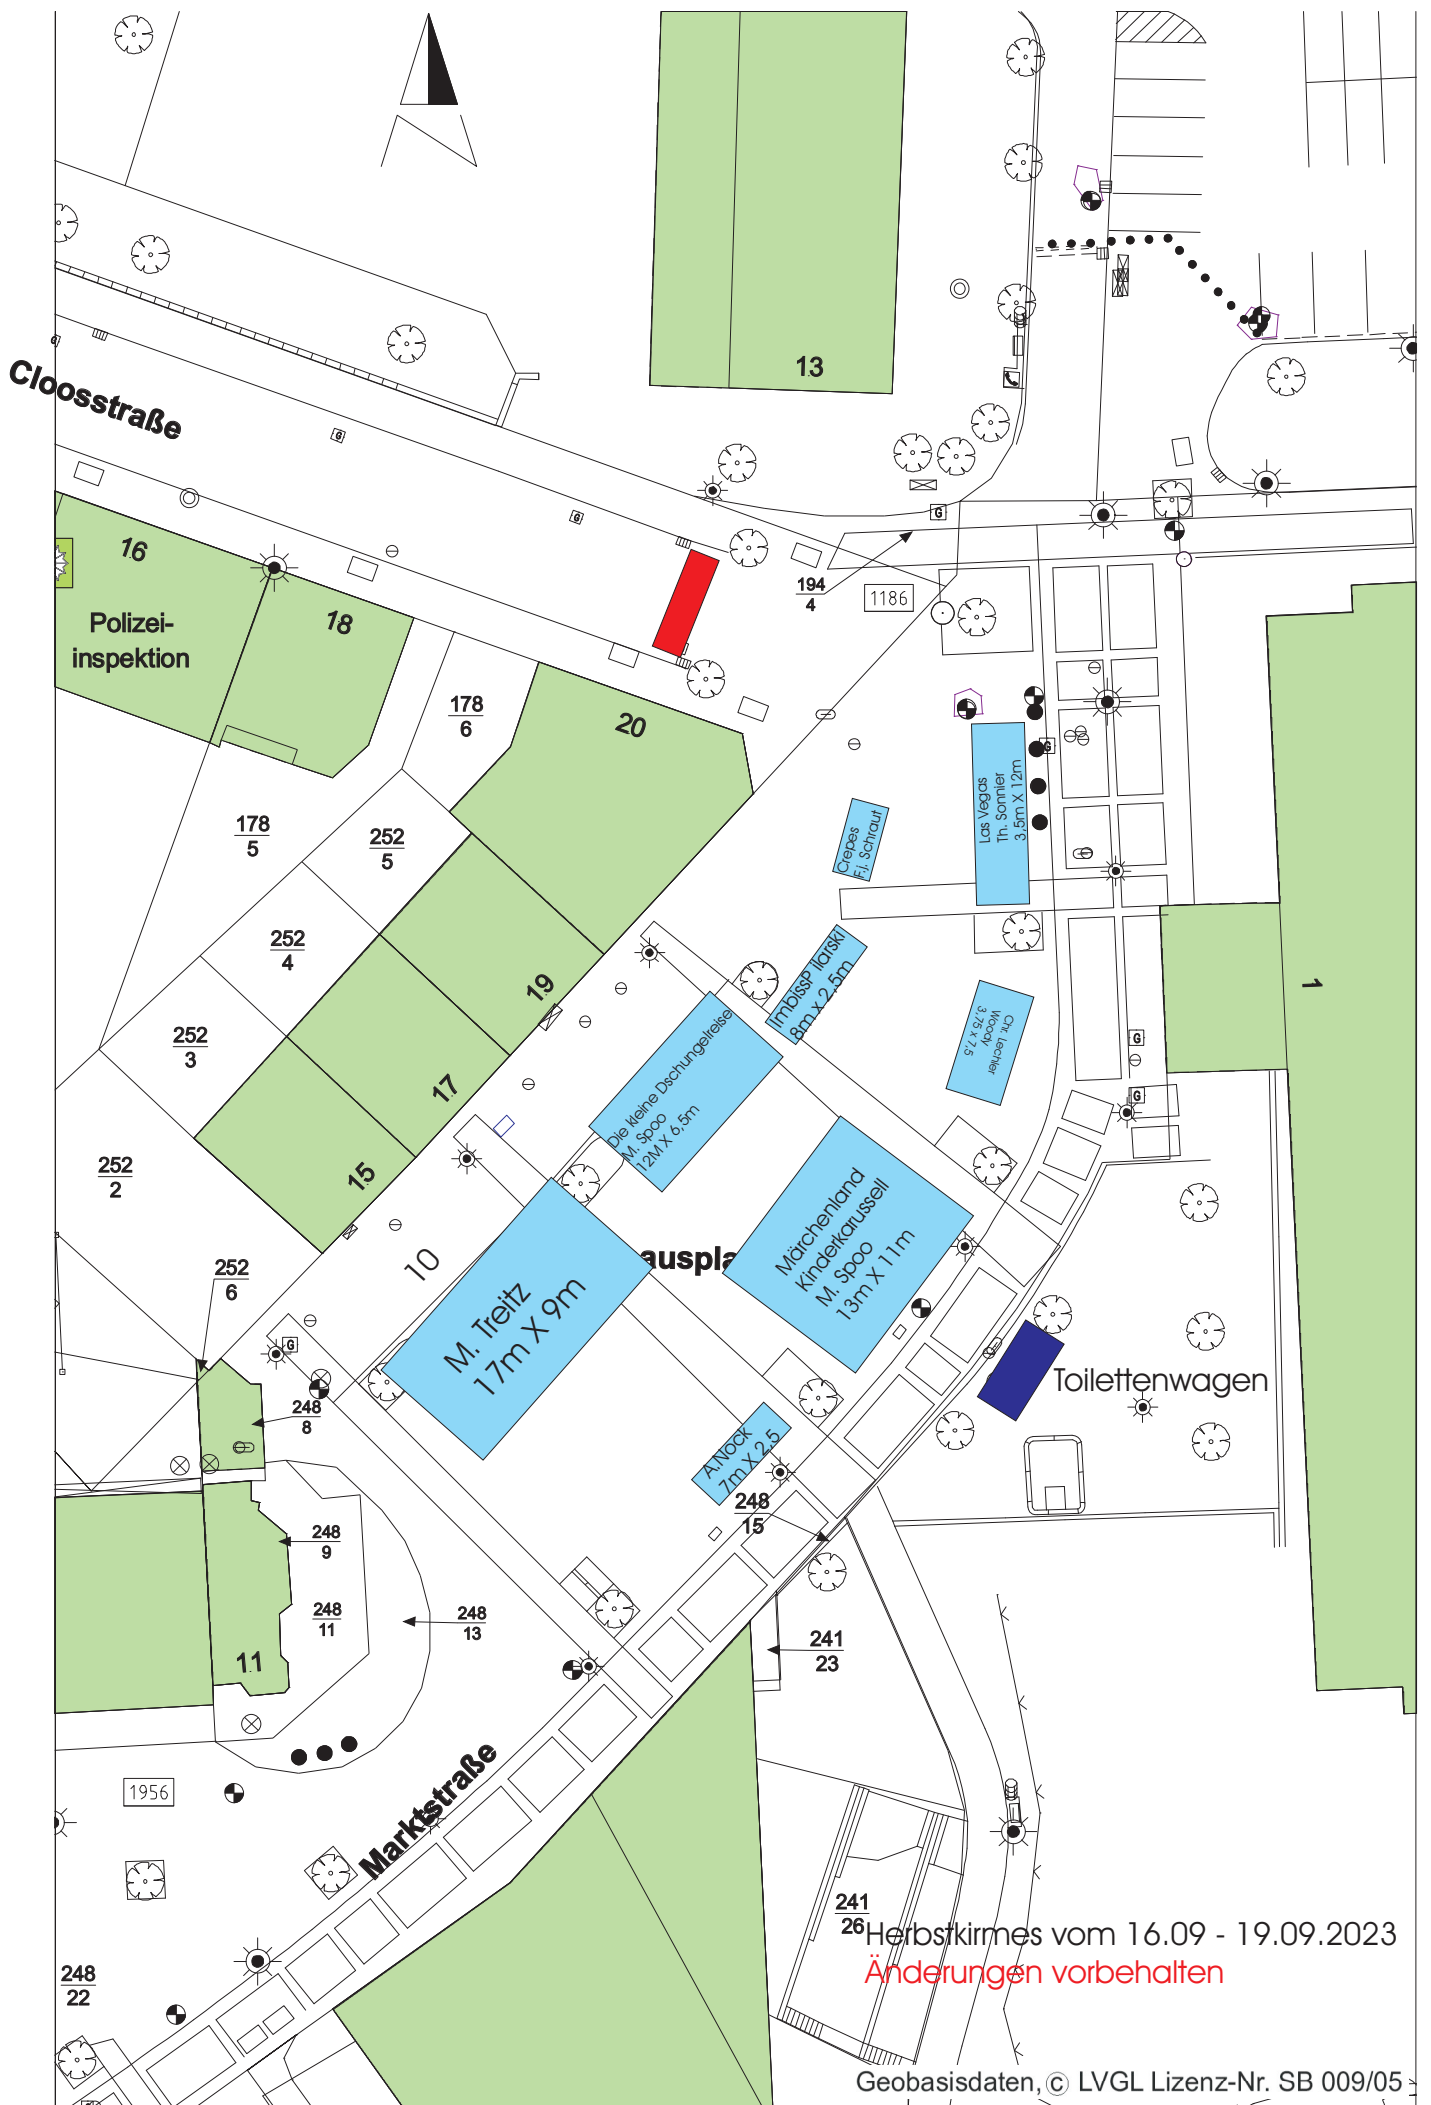 13
Cloosstraße
16
Polizei-
inspektion
18
194
4
1186
178
6
20
178
5
252
5
Las Vegas
Th. Sonnier
3,5m X 12m
Crepes
F.j. Schraut
252
4
19
ImbissP ilarski
8m x 2,5m
1
252
3
17
Die kleine Dschungelreise
M. Spoo
12M X 6,5m
Chr. Lechler
Woody
3,75 x 7,5
252
2
15
10
auspla
Märchenland
Kinderkarussell
M. Spoo
13m X 11m
252
6
M. Treitz
17m X 9m
Toilettenwagen
248
8
A.Nock
7m X 2,5
248
15
248
9
248
11
248
13
241
23
11
1956
Marktstraße
241
26
Herbstkirmes vom 16.09 - 19.09.2023
Änderungen vorbehalten
248
22
Geobasisdaten, © LVGL Lizenz-Nr. SB 009/05
G
G
G
G
G
G
G
G